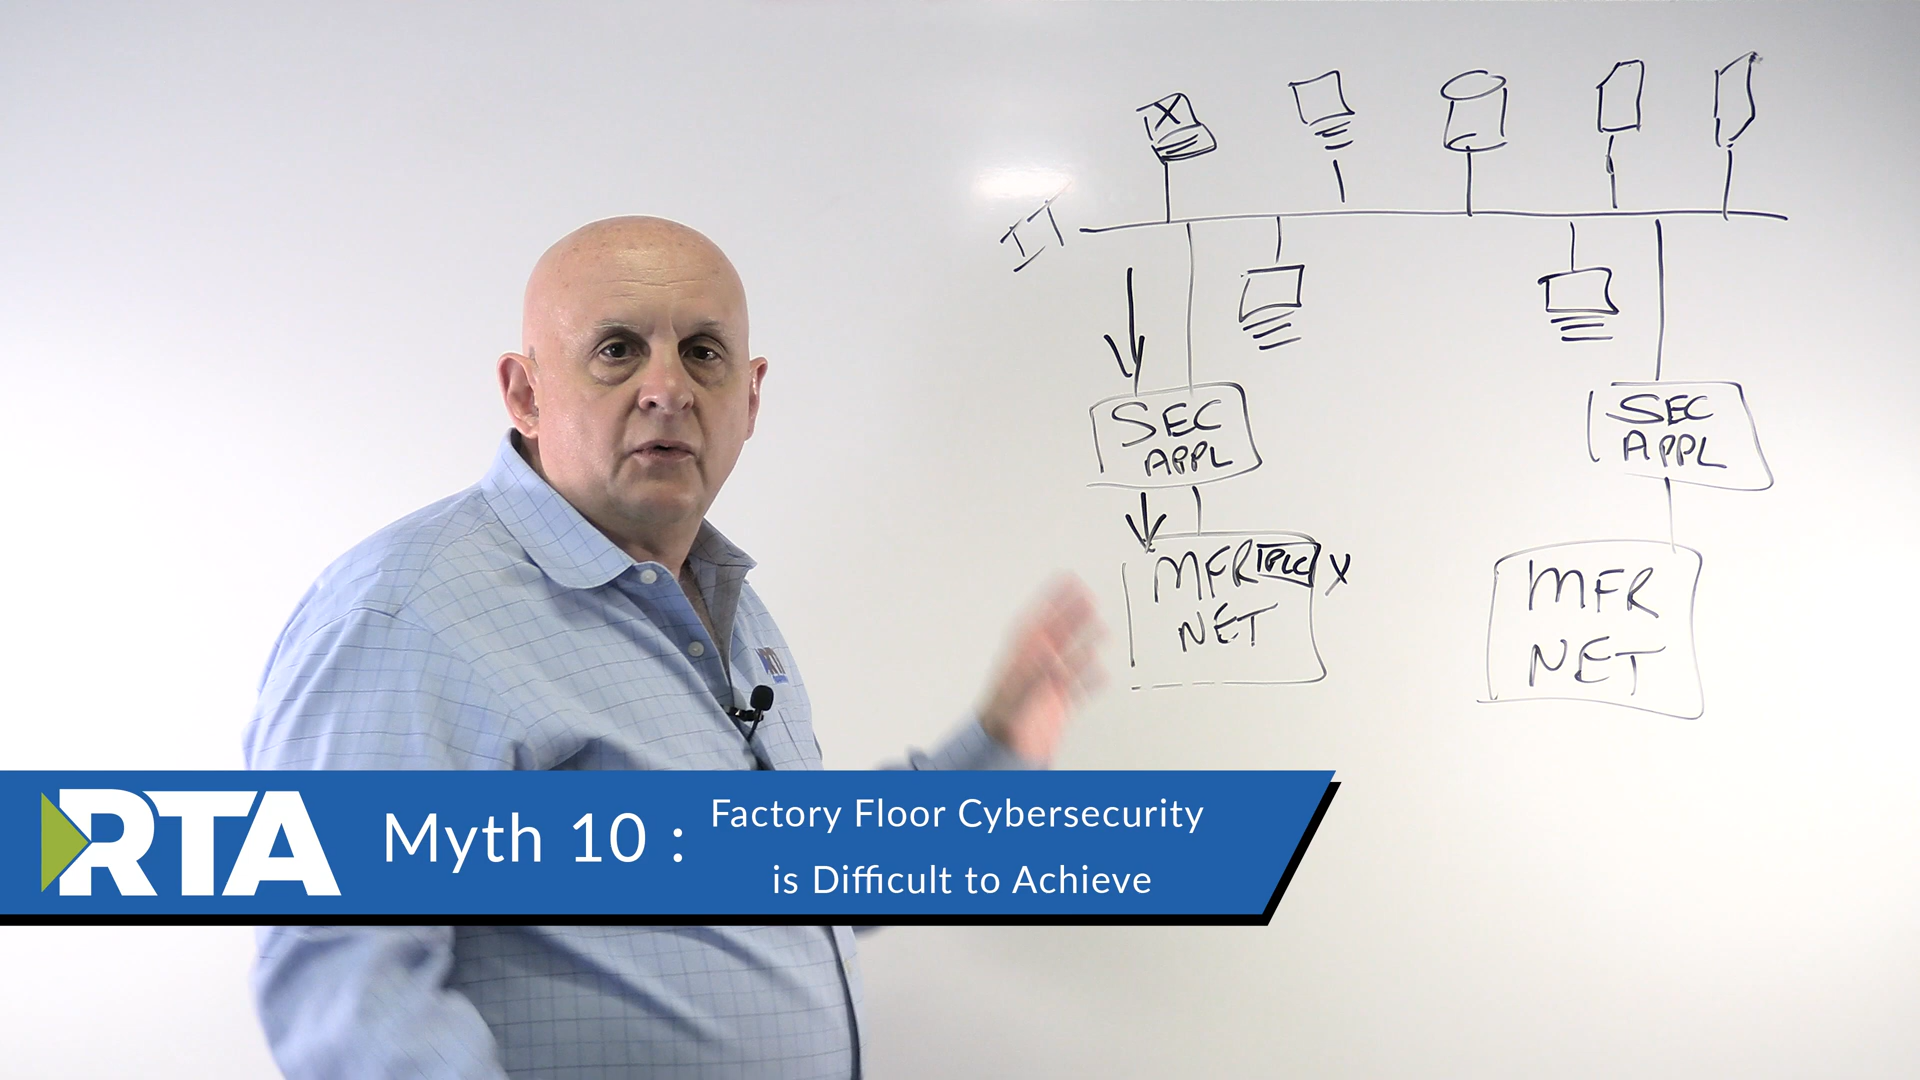 IT
X
SEC
APPL
SEC
APPL
MFR PLC X
NET
MFR
NET
RTA
Myth 10 :
Factory Floor Cybersecurity
is Difficult to Achieve